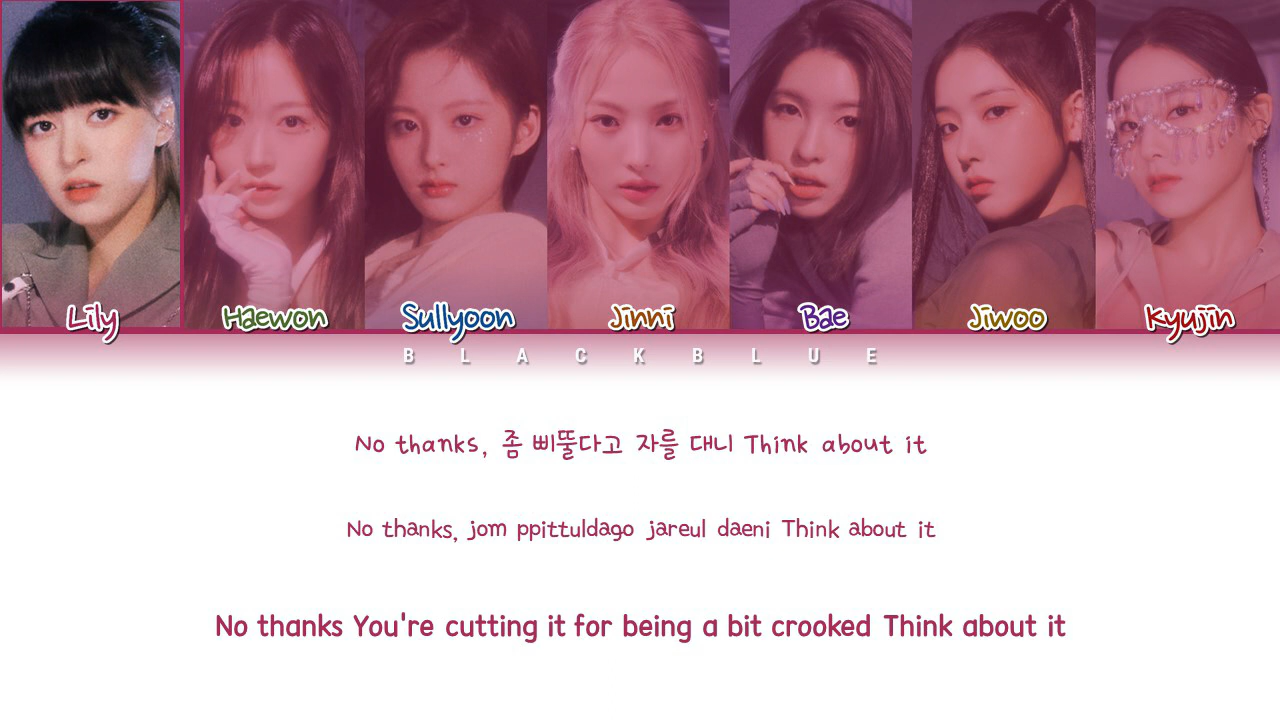 Lily Haewon Sullyoon Jinni Bae Jiwoo Kyujin
BLACKBLUE
No thanks, 좀 삐뚤다고 자를 대니 Think about it
No thanks, jom ppittuldago jareul daeni Think about it
No thanks You're cutting it for being a bit crooked Think about it